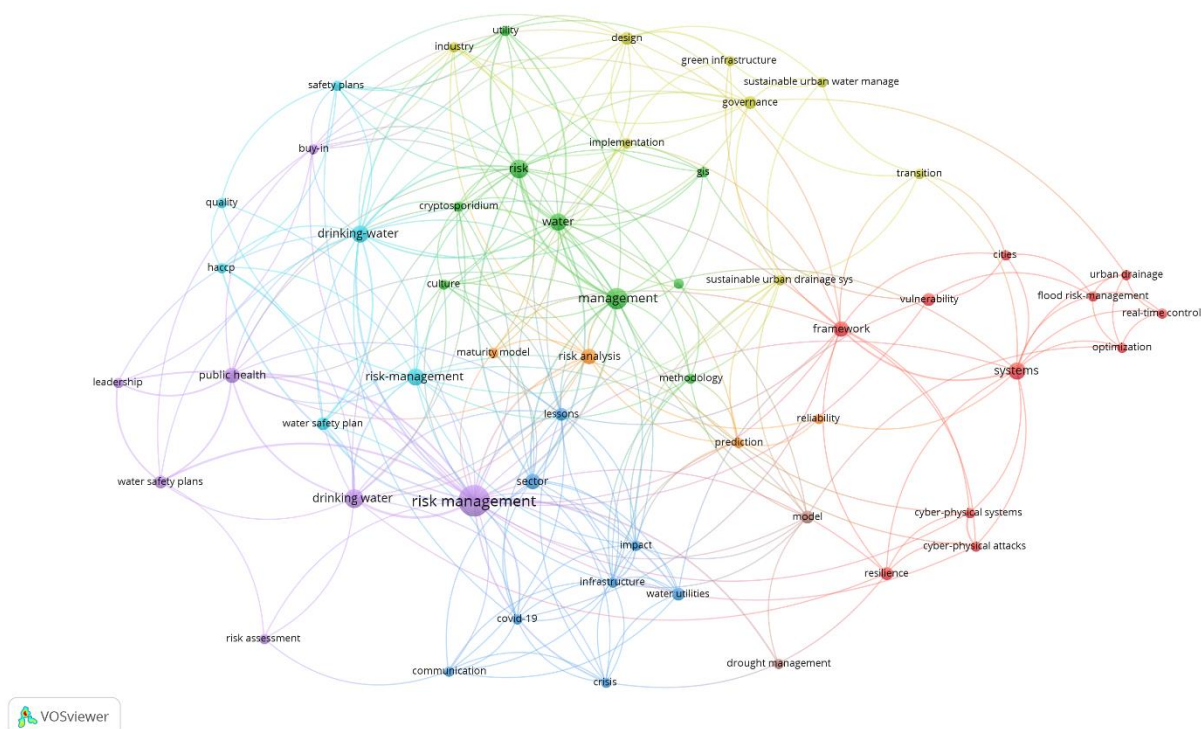 utility
industry
design
green infrastructure
safety plans
sustainable urban water manage
governance
buy-in
implementation
risk
gis
transition
quality
cryptosporidium
water
drinking-water
cities
haccp
urban drainage
culture
sustainable urban drainage sys
management
vulnerability
flood risk-management
real-time control
framework
optimization
maturity model
risk analysis
systems
leadership
public health
risk-management
methodology
lessons
reliability
water safety plan
prediction
water safety plans
sector
drinking water
risk management
cyber-physical systems
model
impact
cyber-physical attacks
resilience
infrastructure
water utilities
covid-19
risk assessment
communication
drought management
crisis
VOSviewer